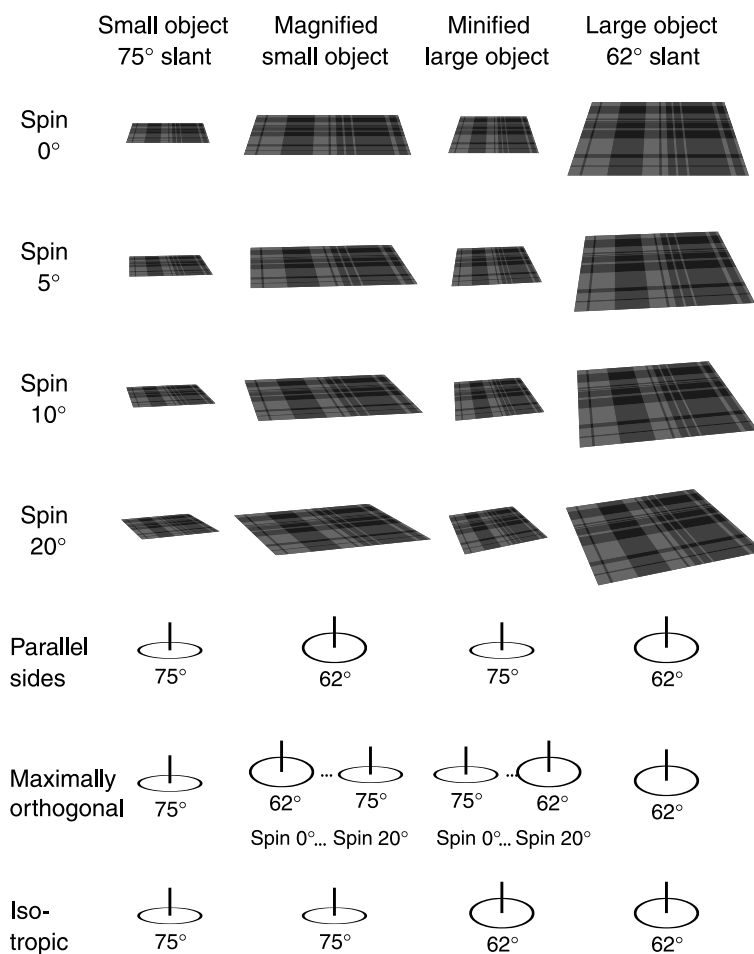 Small object Magnified Minified Large object
75° slant small object large object 62° slant
Spin
0°
Spin
5°
Spin
10°
Spin
20°
Parallel
sides
75° 62° 75° 62°
Maximally
orthogonal
75° 62° ... 75° 75° ... 62° 62°
Spin 0°... Spin 20° Spin 0°... Spin 20°
Iso-
tropic
75° 75° 62° 62°